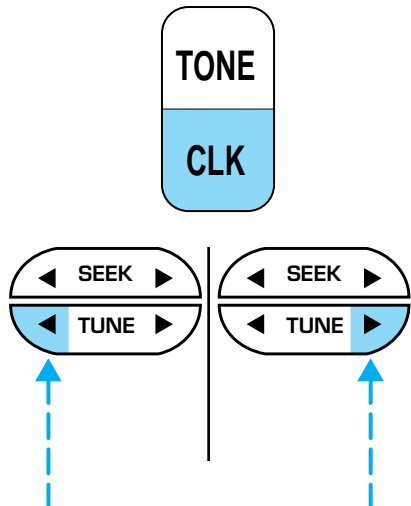 TONE
CLK
◀ SEEK ▶
◀ TUNE ▶
◀ SEEK ▶
◀ TUNE ▶